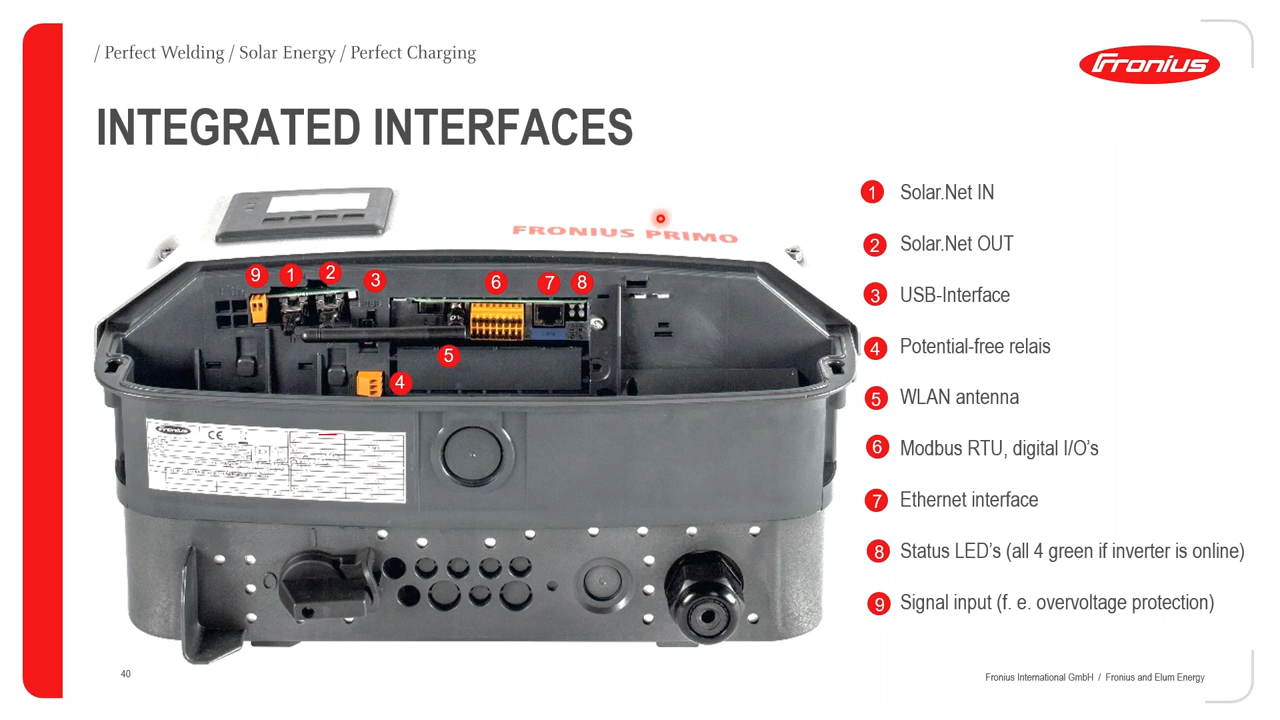 / Perfect Welding / Solar Energy / Perfect Charging
Fronius
INTEGRATED INTERFACES
1 Solar.Net IN
2 Solar.Net OUT
3 USB-Interface
4 Potential-free relais
5 WLAN antenna
6 Modbus RTU, digital I/O's
7 Ethernet interface
8 Status LED's (all 4 green if inverter is online)
9 Signal input (f. e. overvoltage protection)
FRONIUS PRIMO
9 1 2 3 6 7 8
5
4
Fronius CE
40
Fronius International GmbH / Fronius and Elum Energy